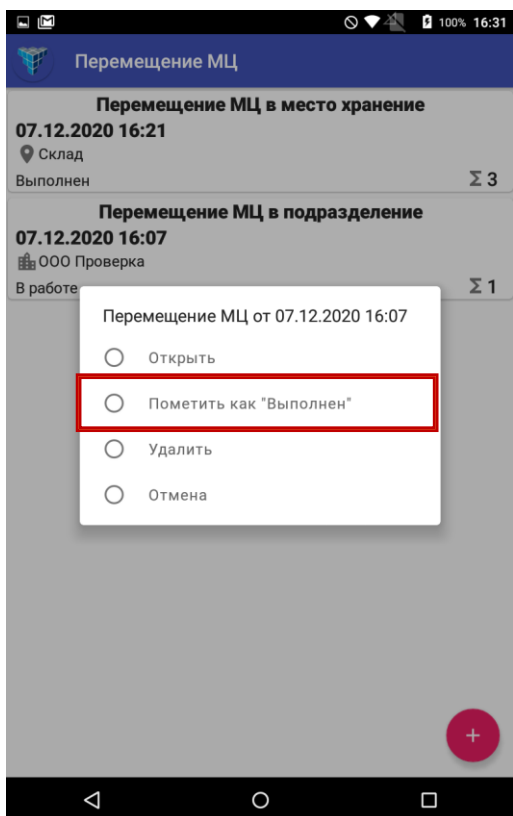 100% 16:31
Перемещение МЦ
Перемещение МЦ в место хранение
07.12.2020 16:21
Склад
Выполнен Σ 3
Перемещение МЦ в подразделение
07.12.2020 16:07
ООО Проверка
В работе Σ 1
Перемещение МЦ от 07.12.2020 16:07
Открыть
Пометить как "Выполнен"
Удалить
Отмена